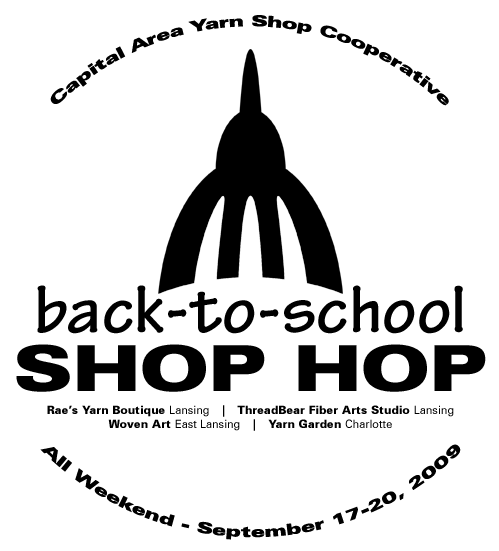 Capital Area Yarn Shop Cooperative
back-to-school
SHOP HOP
Rae's Yarn Boutique Lansing | ThreadBear Fiber Arts Studio Lansing
Woven Art East Lansing | Yarn Garden Charlotte
All Weekend - September 17-20, 2009